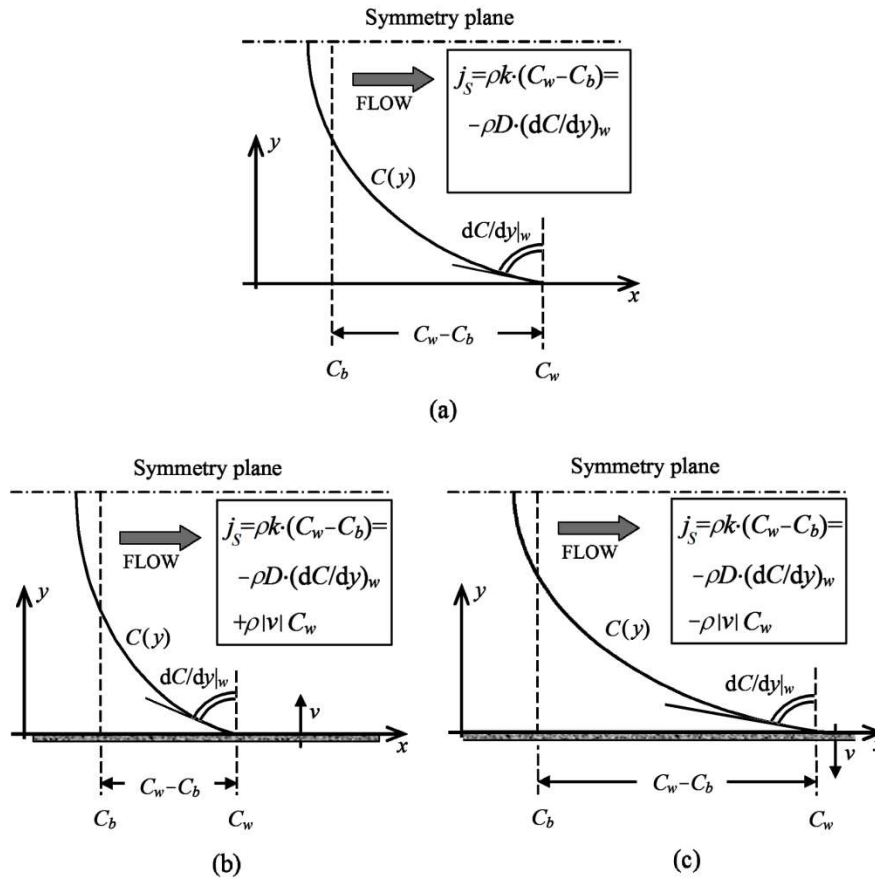 Symmetry plane
j_S=ρk·(C_w−C_b)=
FLOW
−ρD·(dC/dy)_w
y
C(y)
dC/dy|_w
x
C_w−C_b
C_b
C_w
(a)
Symmetry plane
j_S=ρk·(C_w−C_b)=
FLOW
−ρD·(dC/dy)_w
y
+ρ|v|C_w
C(y)
dC/dy|_w
v
x
C_w−C_b
C_b
C_w
(b)
Symmetry plane
j_S=ρk·(C_w−C_b)=
FLOW
−ρD·(dC/dy)_w
y
−ρ|v|C_w
C(y)
dC/dy|_w
v
C_w−C_b
C_b
C_w
(c)